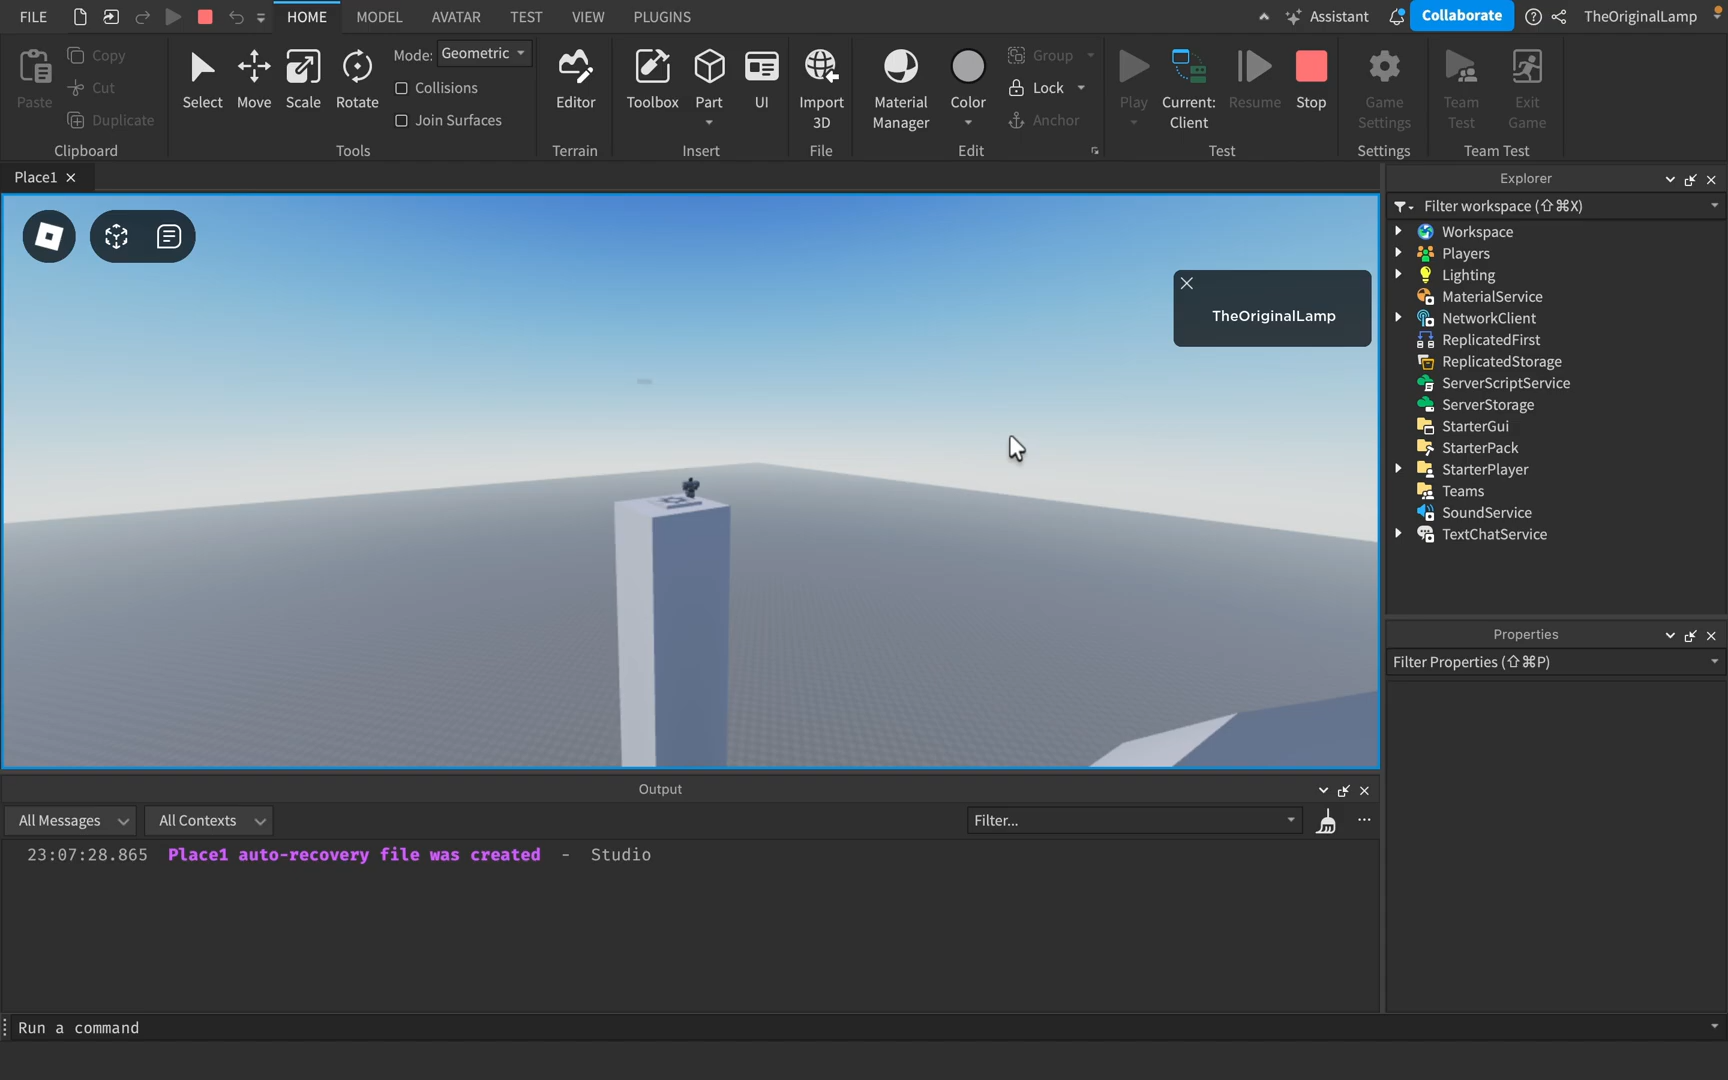 FILE HOME MODEL AVATAR TEST VIEW PLUGINS Assistant Collaborate TheOriginalLamp
Paste Copy Cut Duplicate Clipboard
Select Move Scale Rotate Mode: Geometric Collisions Join Surfaces Tools
Editor Terrain
Toolbox Part UI Insert
Import 3D File
Material Manager Color Group Lock Anchor Edit
Play Current: Client Resume Stop Test
Game Settings Settings
Team Test Exit Game Team Test
Place1
TheOriginalLamp
Explorer
Filter workspace (⇧⌘X)
Workspace
Players
Lighting
MaterialService
NetworkClient
ReplicatedFirst
ReplicatedStorage
ServerScriptService
ServerStorage
StarterGui
StarterPack
StarterPlayer
Teams
SoundService
TextChatService
Properties
Filter Properties (⇧⌘P)
Output
All Messages All Contexts Filter...
23:07:28.865 Place1 auto-recovery file was created - Studio
Run a command